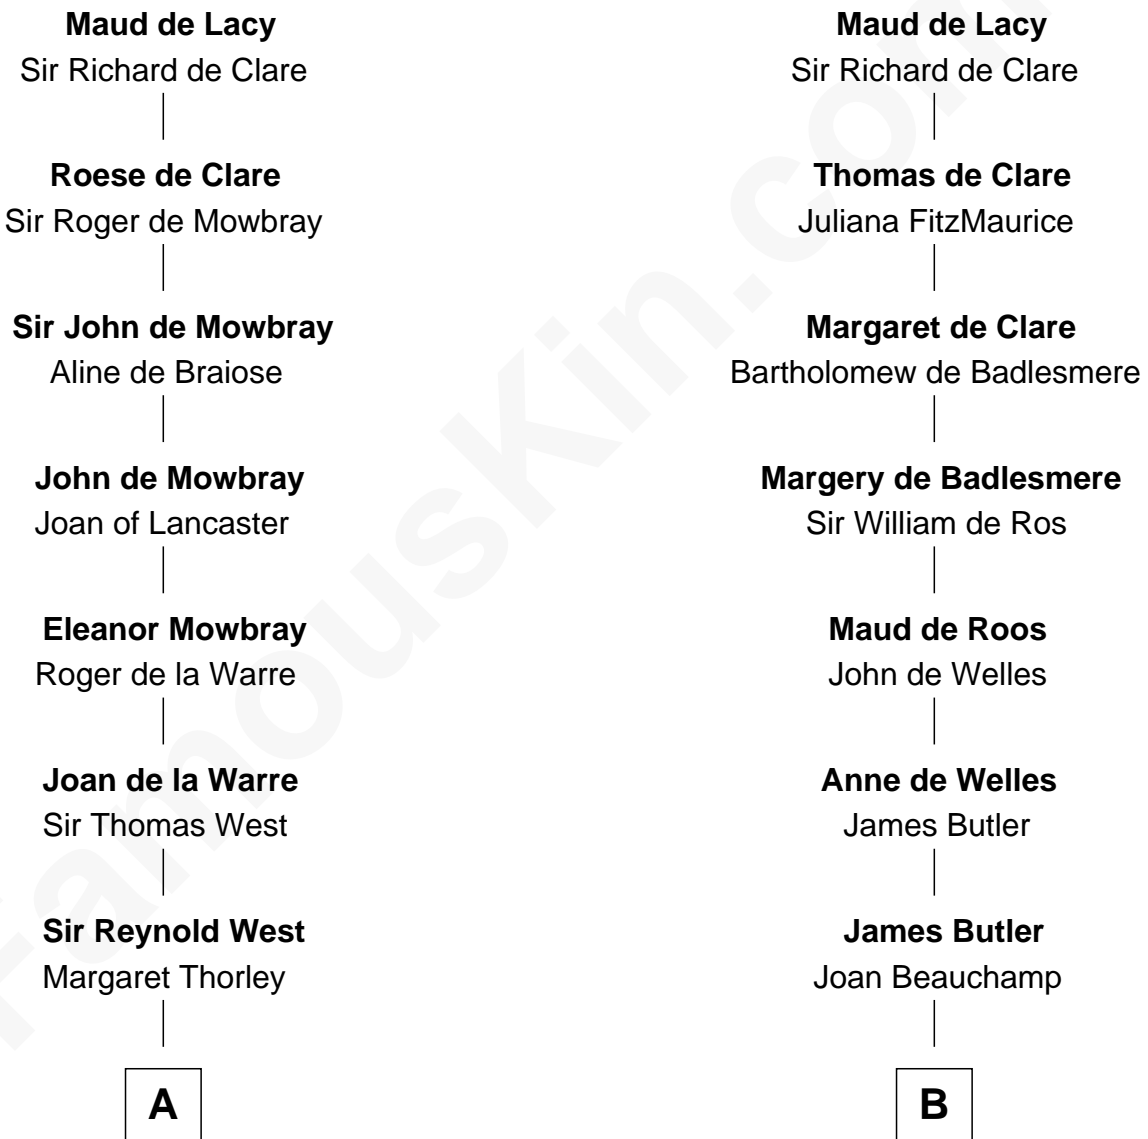 Maud de Lacy
Sir Richard de Clare
Roese de Clare
Sir Roger de Mowbray
Sir John de Mowbray
Aline de Braiose
John de Mowbray
Joan of Lancaster
Eleanor Mowbray
Roger de la Warre
Joan de la Warre
Sir Thomas West
Sir Reynold West
Margaret Thorley
A
Maud de Lacy
Sir Richard de Clare
Thomas de Clare
Juliana FitzMaurice
Margaret de Clare
Bartholomew de Badlesmere
Margery de Badlesmere
Sir William de Ros
Maud de Roos
John de Welles
Anne de Welles
James Butler
James Butler
Joan Beauchamp
B
FamousKin.com